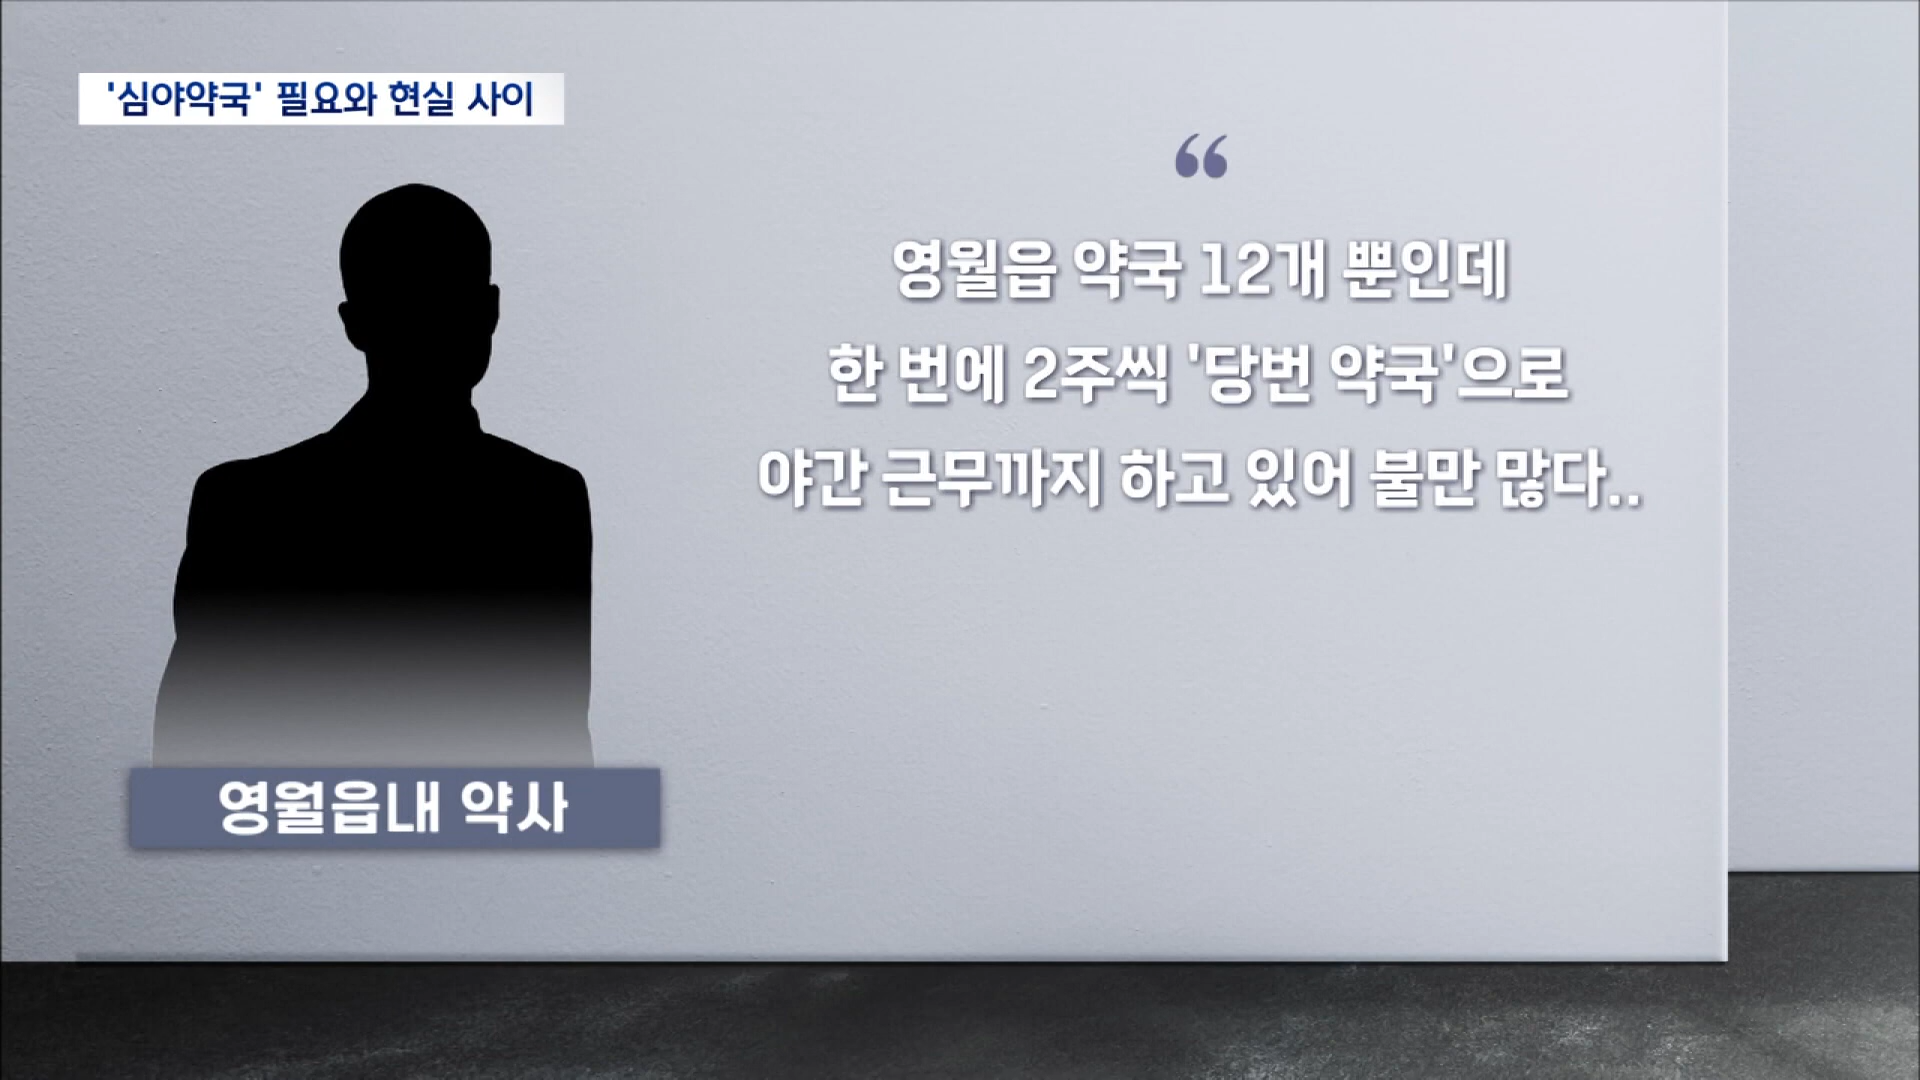 '심야약국' 필요와 현실 사이
“
영월읍 약국 12개 뿐인데
한 번에 2주씩 '당번 약국'으로
야간 근무까지 하고 있어 불만 많다..
영월읍내 약사